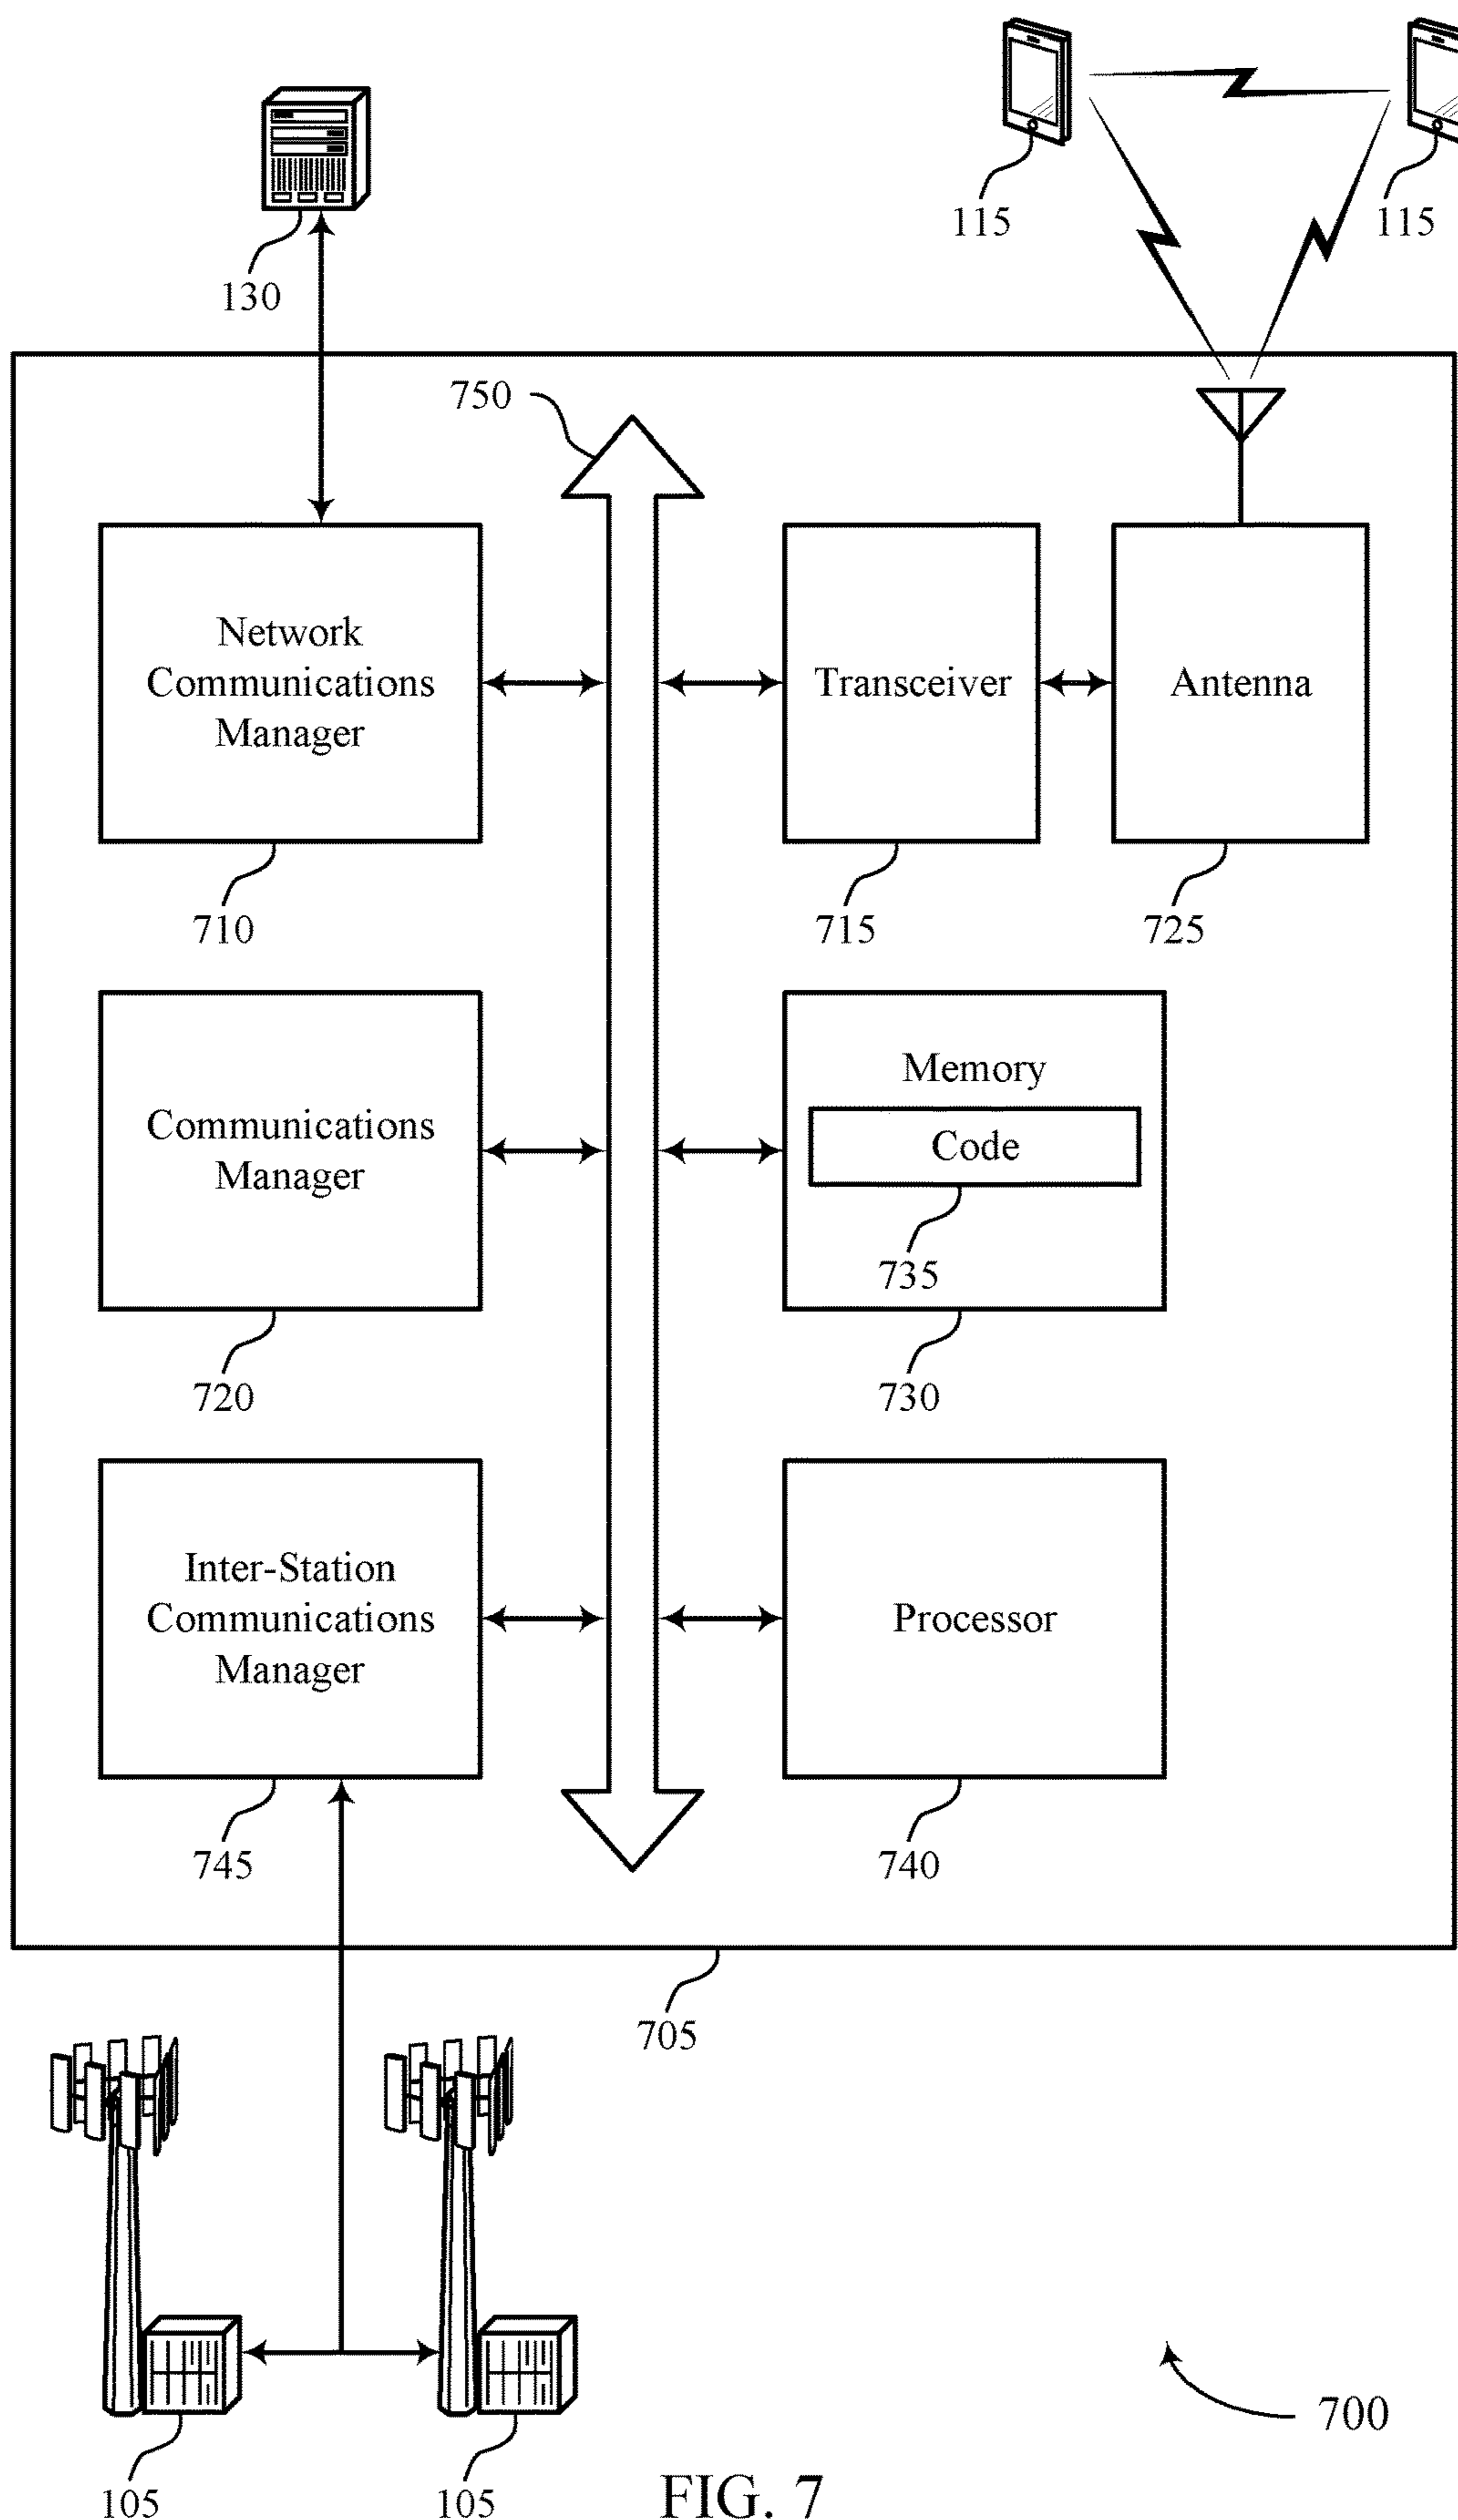 115
115
130
750
Network
Communications
Manager
Transceiver
Antenna
710
715
725
Communications
Manager
Memory
Code
735
720
730
Inter-Station
Communications
Manager
Processor
745
740
705
700
105
105
FIG. 7